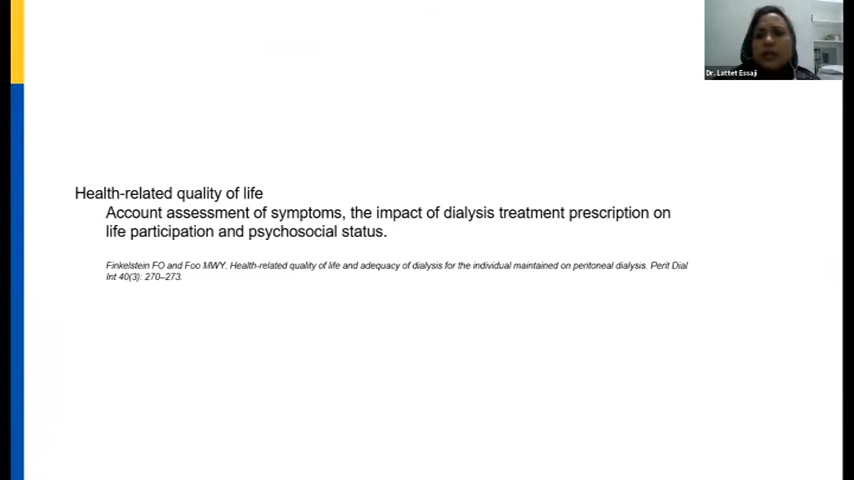 Dr. Lattet Essaji
Health-related quality of life
Account assessment of symptoms, the impact of dialysis treatment prescription on
life participation and psychosocial status.
Finkelstein FO and Foo MWY. Health-related quality of life and adequacy of dialysis for the individual maintained on peritoneal dialysis. Perit Dial
Int 40(3): 270–273.